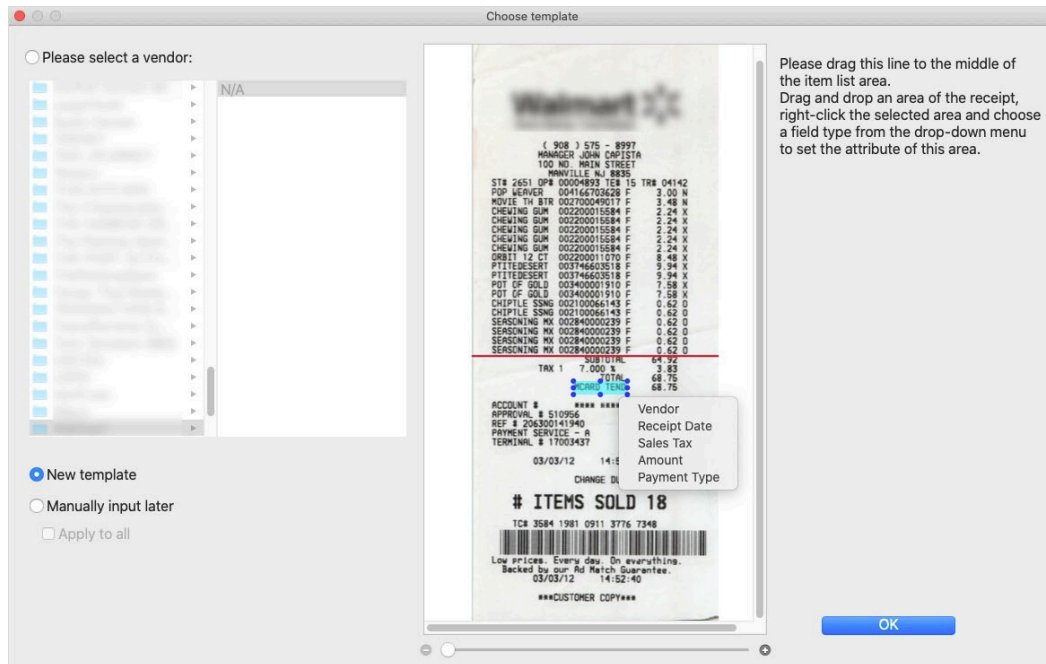 Choose template
Please select a vendor:
N/A
New template
Manually input later
Apply to all
Walmart
( 908 ) 575 - 8997
MANAGER JOHN CAPISTA
100 NO. MAIN STREET
MANVILLE NJ 8835
ST# 2651 OP# 00004893 TE# 15 TR# 04142
POP WEAVER 004166703628 F 3.00 N
MOVIE TH BTR 002700049017 F 3.48 N
CHEWING GUM 002200015584 F 2.24 X
CHEWING GUM 002200015584 F 2.24 X
CHEWING GUM 002200015584 F 2.24 X
CHEWING GUM 002200015584 F 2.24 X
CHEWING GUM 002200015584 F 2.24 X
ORBIT 12 CT 002200011070 F 8.48 X
PTITEDESERT 003746603518 F 9.94 X
PTITEDESERT 003746603518 F 9.94 X
POT OF GOLD 003400001910 F 7.58 X
POT OF GOLD 003400001910 F 7.58 X
CHIPTLE SSNG 002100066143 F 0.62 O
CHIPTLE SSNG 002100066143 F 0.62 O
SEASONING MX 002840000239 F 0.62 O
SEASONING MX 002840000239 F 0.62 O
SEASONING MX 002840000239 F 0.62 O
SEASONING MX 002840000239 F 0.62 O
SUBTOTAL 64.92
TAX 1 7.000 % 3.83
TOTAL 68.75
MCARD TEND 68.75
ACCOUNT # **** ****
APPROVAL # 510956
REF # 206300141940
PAYMENT SERVICE - A
TERMINAL # 17003437
03/03/12 14:5
CHANGE DU
# ITEMS SOLD 18
TC# 3584 1981 0911 3776 7348
Low prices. Every day. On everything.
Backed by our Ad Match Guarantee.
03/03/12 14:52:40
***CUSTOMER COPY***
Vendor
Receipt Date
Sales Tax
Amount
Payment Type
Please drag this line to the middle of
the item list area.
Drag and drop an area of the receipt,
right-click the selected area and choose
a field type from the drop-down menu
to set the attribute of this area.
OK